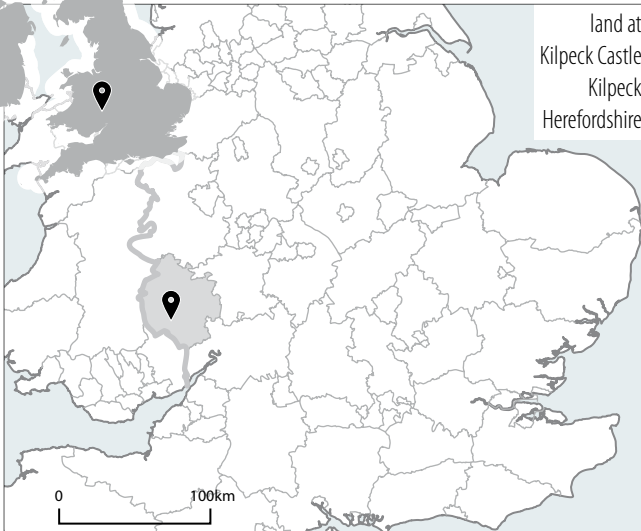 land at
Kilpeck Castle
Kilpeck
Herefordshire
0 100km